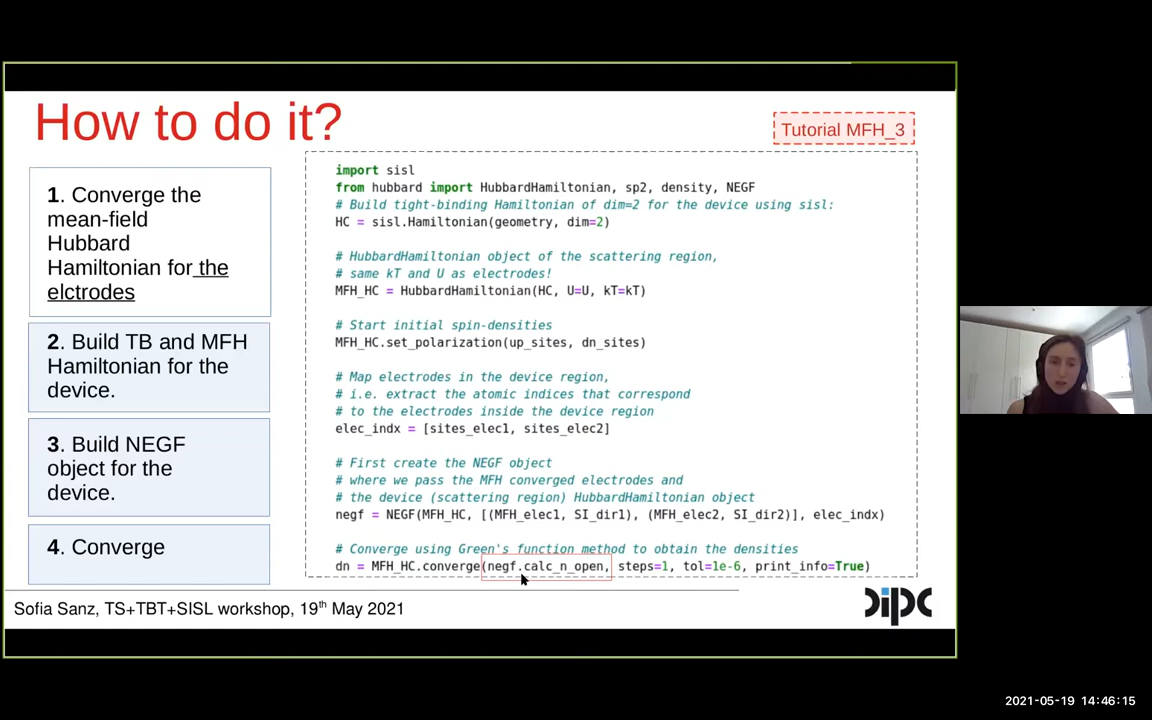 How to do it?
Tutorial MFH_3
1. Converge the
mean-field
Hubbard
Hamiltonian for the
elctrodes
2. Build TB and MFH
Hamiltonian for the
device.
3. Build NEGF
object for the
device.
4. Converge
import sisl
from hubbard import HubbardHamiltonian, sp2, density, NEGF
# Build tight-binding Hamiltonian of dim=2 for the device using sisl:
HC = sisl.Hamiltonian(geometry, dim=2)
# HubbardHamiltonian object of the scattering region,
# same kT and U as electrodes!
MFH_HC = HubbardHamiltonian(HC, U=U, kT=kT)
# Start initial spin-densities
MFH_HC.set_polarization(up_sites, dn_sites)
# Map electrodes in the device region,
# i.e. extract the atomic indices that correspond
# to the electrodes inside the device region
elec_indx = [sites_elec1, sites_elec2]
# First create the NEGF object
# where we pass the MFH converged electrodes and
# the device (scattering region) HubbardHamiltonian object
negf = NEGF(MFH_HC, [(MFH_elec1, SI_dir1), (MFH_elec2, SI_dir2)], elec_indx)
# Converge using Green's function method to obtain the densities
dn = MFH_HC.converge(negf.calc_n_open, steps=1, tol=1e-6, print_info=True)
Sofia Sanz, TS+TBT+SISL workshop, 19th May 2021
dipc
2021-05-19 14:46:15